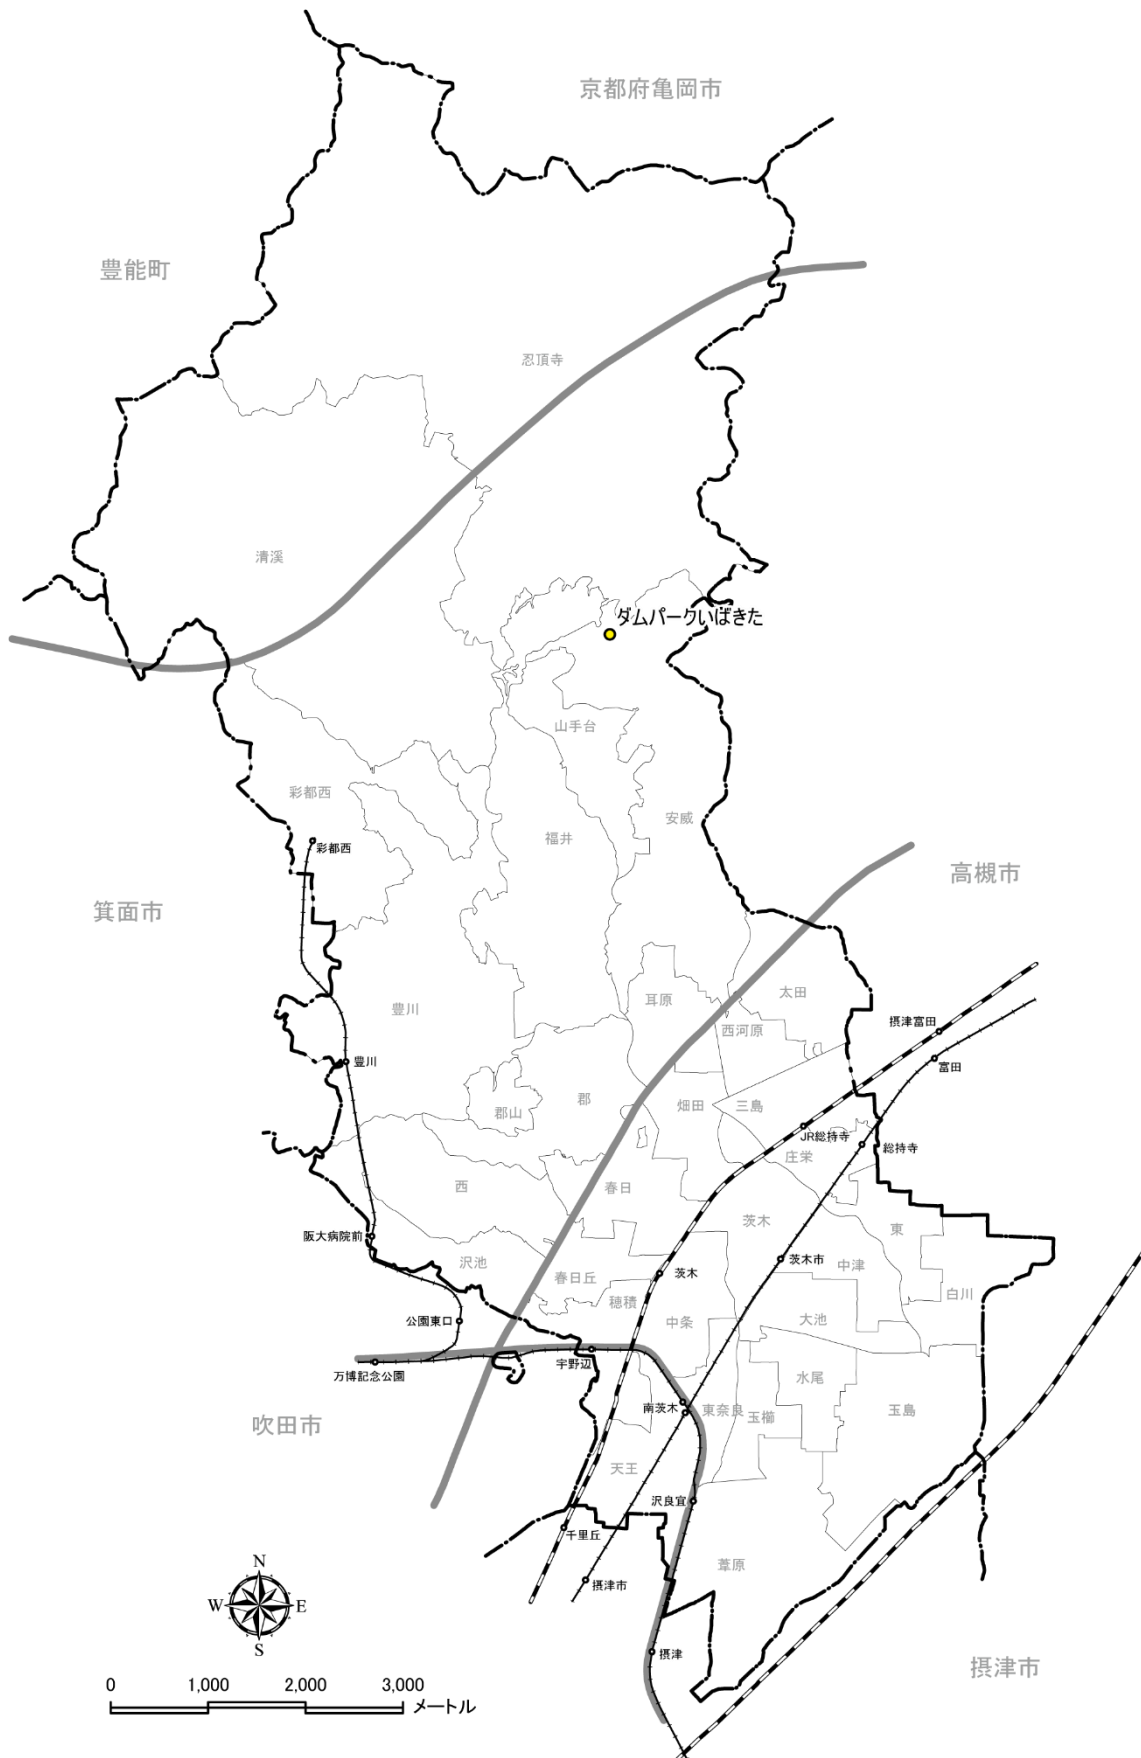 京都府亀岡市
豊能町
忍頂寺
清渓
ダムパークいばきた
山手台
彩都西
安威
福井
彩都西
高槻市
箕面市
太田
耳原
豊川
西河原
摂津富田
豊川
富田
郡
畑田
三島
郡山
JR総持寺
総持寺
庄栄
西
春日
茨木
東
阪大病院前
沢池
茨木市
中津
春日丘
茨木
白川
穂積
公園東口
中条
大池
宇野辺
万博記念公園
水尾
吹田市
南茨木
東奈良
玉櫛
玉島
天王
沢良宜
千里丘
葦原
摂津市
N
W
E
S
摂津
摂津市
0 1,000 2,000 3,000
メートル